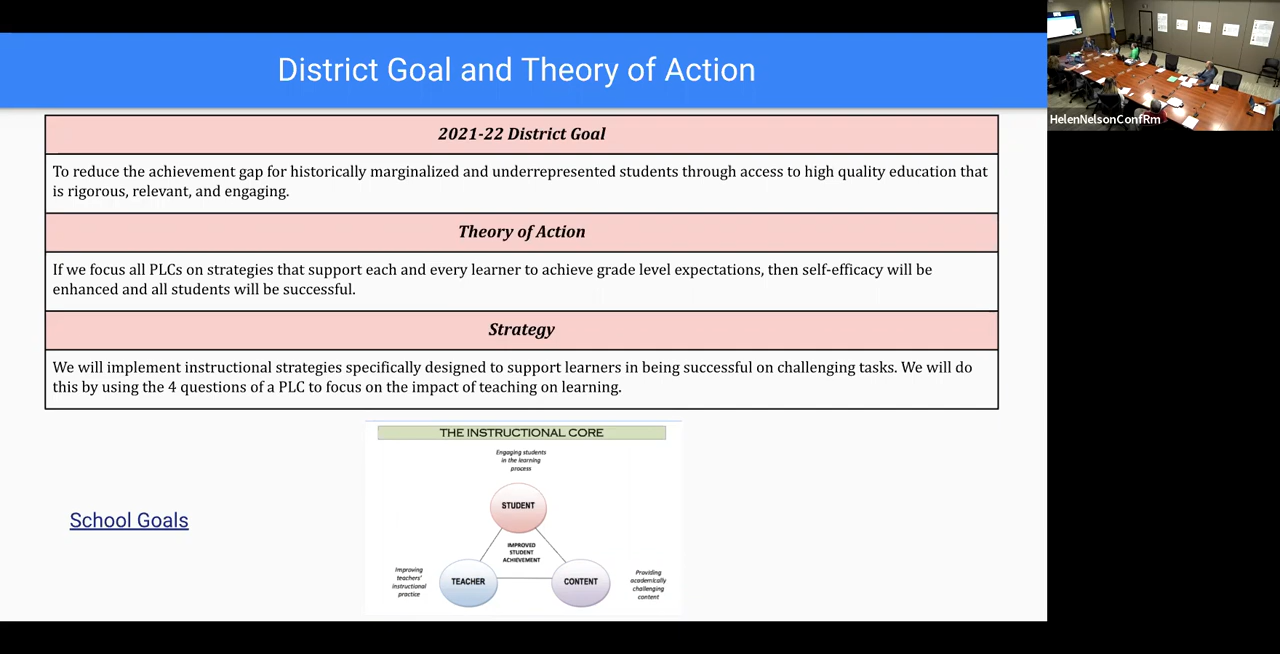 District Goal and Theory of Action
HelenNelsonConfRm
2021-22 District Goal
To reduce the achievement gap for historically marginalized and underrepresented students through access to high quality education that
is rigorous, relevant, and engaging.
Theory of Action
If we focus all PLCs on strategies that support each and every learner to achieve grade level expectations, then self-efficacy will be
enhanced and all students will be successful.
Strategy
We will implement instructional strategies specifically designed to support learners in being successful on challenging tasks. We will do
this by using the 4 questions of a PLC to focus on the impact of teaching on learning.
THE INSTRUCTIONAL CORE
Engaging students
in the learning
process
STUDENT
School Goals
IMPROVED
STUDENT
ACHIEVEMENT
Improving
teachers'
instructional
practice
TEACHER
CONTENT
Providing
academically
challenging
content